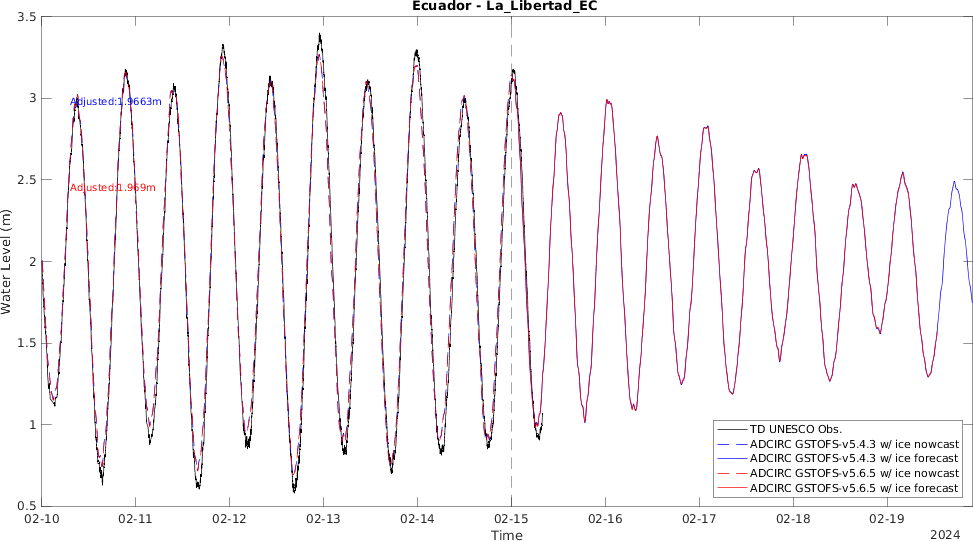 Ecuador - La_Libertad_EC
3.5
3
2.5
2
1.5
1
0.5
Water Level (m)
Adjusted:1.9663m
Adjusted:1.969m
TD UNESCO Obs.
ADCIRC GSTOFS-v5.4.3 w/ ice nowcast
ADCIRC GSTOFS-v5.4.3 w/ ice forecast
ADCIRC GSTOFS-v5.6.5 w/ ice nowcast
ADCIRC GSTOFS-v5.6.5 w/ ice forecast
02-10 02-11 02-12 02-13 02-14 02-15 02-16 02-17 02-18 02-19
Time
2024